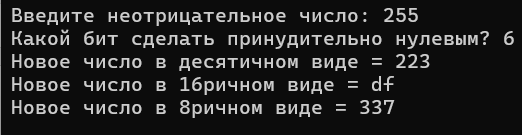 Введите неотрицательное число: 255
Какой бит сделать принудительно нулевым? 6
Новое число в десятичном виде = 223
Новое число в 16ричном виде = df
Новое число в 8ричном виде = 337